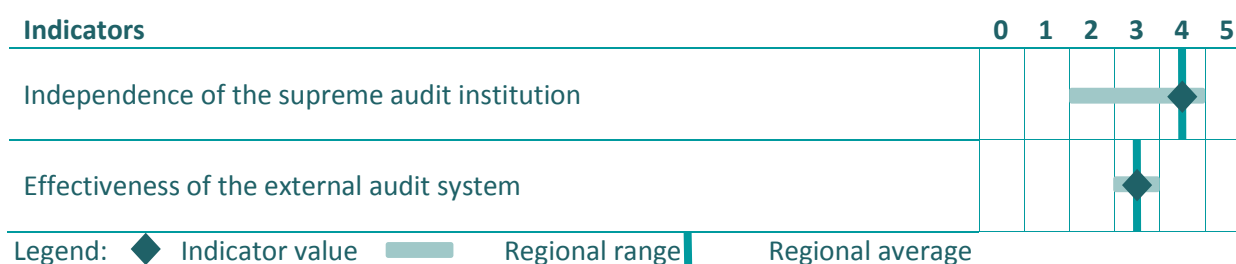 Indicators 0 1 2 3 4 5
Independence of the supreme audit institution
Effectiveness of the external audit system
Legend: Indicator value Regional range Regional average